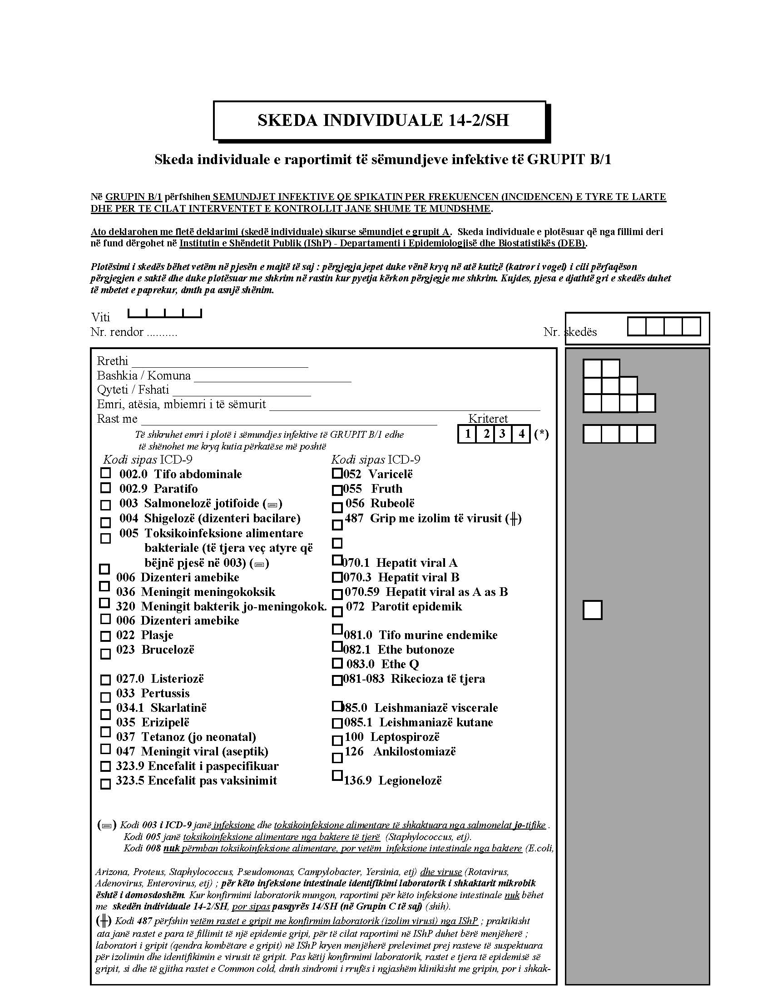 SKEDA INDIVIDUALE 14-2/SH
Skeda individuale e raportimit të sëmundjeve infektive të GRUPIT B/1
Në GRUPIN B/1 përfshihen SEMUNDJET INFEKTIVE QE SPIKATIN PER FREKUENCEN (INCIDENCEN) E TYRE TE LARTE
DHE PER TE CILAT INTERVENTET E KONTROLLIT JANE SHUME TE MUNDSHME.
Ato deklarohen me fletë deklarimi (skedë individuale) sikurse sëmundjet e grupit A. Skeda individuale e plotësuar që nga fillimi deri
në fund dërgohet në Institutin e Shëndetit Publik (IShP) - Departamenti i Epidemiologjisë dhe Biostatistikës (DEB).
Plotësimi i skedës bëhet vetëm në pjesën e majtë të saj : përgjegja jepet duke vënë kryq në atë kutizë (katror i vogel) i cili përfaqëson
përgjegjen e saktë dhe duke plotësuar me shkrim në rastin kur pyetja kërkon përgjegje me shkrim. Kujdes, pjesa e djathtë gri e skedës duhet
të mbetet e paprekur, dmth pa asnjë shënim.
Viti
Nr. rendor .......... Nr. skedës
Rrethi ____________________________
Bashkia / Komuna _________________________
Qyteti / Fshati ______________________
Emri, atësia, mbiemri i të sëmurit ___________________________________________
Rast me _______________________________________________ Kriteret
Të shkruhet emri i plotë i sëmundjes infektive të GRUPIT B/1 edhe 1 2 3 4 (*)
të shënohet me kryq kutia përkatëse më poshtë
Kodi sipas ICD-9 Kodi sipas ICD-9
002.0 Tifo abdominale 052 Varicelë
002.9 Paratifo 055 Fruth
003 Salmonelozë jotifoide (⌨) 056 Rubeolë
004 Shigelozë (dizenteri bacilare) 487 Grip me izolim të virusit (╫)
005 Toksikoinfeksione alimentare
bakteriale (të tjera veç atyre që
bëjnë pjesë në 003) (⌨) 070.1 Hepatit viral A
006 Dizenteri amebike 070.3 Hepatit viral B
036 Meningit meningokoksik 070.59 Hepatit viral as A as B
320 Meningit bakterik jo-meningokok. 072 Parotit epidemik
006 Dizenteri amebike
022 Plasje 081.0 Tifo murine endemike
023 Brucelozë 082.1 Ethe butonoze
083.0 Ethe Q
027.0 Listeriozë 081-083 Rikecioza të tjera
033 Pertussis
034.1 Skarlatinë 085.0 Leishmaniazë viscerale
035 Erizipelë 085.1 Leishmaniazë kutane
037 Tetanoz (jo neonatal) 100 Leptospirozë
047 Meningit viral (aseptik) 126 Ankilostomiazë
323.9 Encefalit i paspecifikuar
323.5 Encefalit pas vaksinimit 136.9 Legionelozë
(⌨) Kodi 003 i ICD-9 janë infeksione dhe toksikoinfeksione alimentare të shkaktuara nga salmonelat jo-tifike .
Kodi 005 janë toksikoinfeksione alimentare nga baktere të tjerë (Staphylococcus, etj).
Kodi 008 nuk përmban toksikoinfeksione alimentare, por vetëm infeksione intestinale nga baktere (E.coli,
Arizona, Proteus, Staphylococcus, Pseudomonas, Campylobacter, Yersinia, etj) dhe viruse (Rotavirus,
Adenovirus, Enterovirus, etj) ; për këto infeksione intestinale identifikimi laboratorik i shkaktarit mikrobik
është i domosdoshëm. Kur konfirmimi laboratorik mungon, raportimi për këto infeksione intestinale nuk bëhet
me skedën individuale 14-2/SH, por sipas pasqyrës 14/SH (në Grupin C të saj) (shih).
(╫) Kodi 487 përfshin vetëm rastet e gripit me konfirmim laboratorik (izolim virusi) nga IShP ; praktikisht
ata janë rastet e para të fillimit të një epidemie gripi, për të cilat raportimi në IShP duhet bërë menjëherë ;
laboratori i gripit (qendra kombëtare e gripit) në IShP kryen menjëherë prelevimet prej rasteve të suspektuara
për izolimin dhe identifikimin e virusit të gripit. Pas këtij konfirmimi laboratorik, rastet e tjera të epidemisë së
gripit, si dhe të gjitha rastet e Common cold, dmth sindromi i rrufës i ngjashëm klinikisht me gripin, por i shkak-